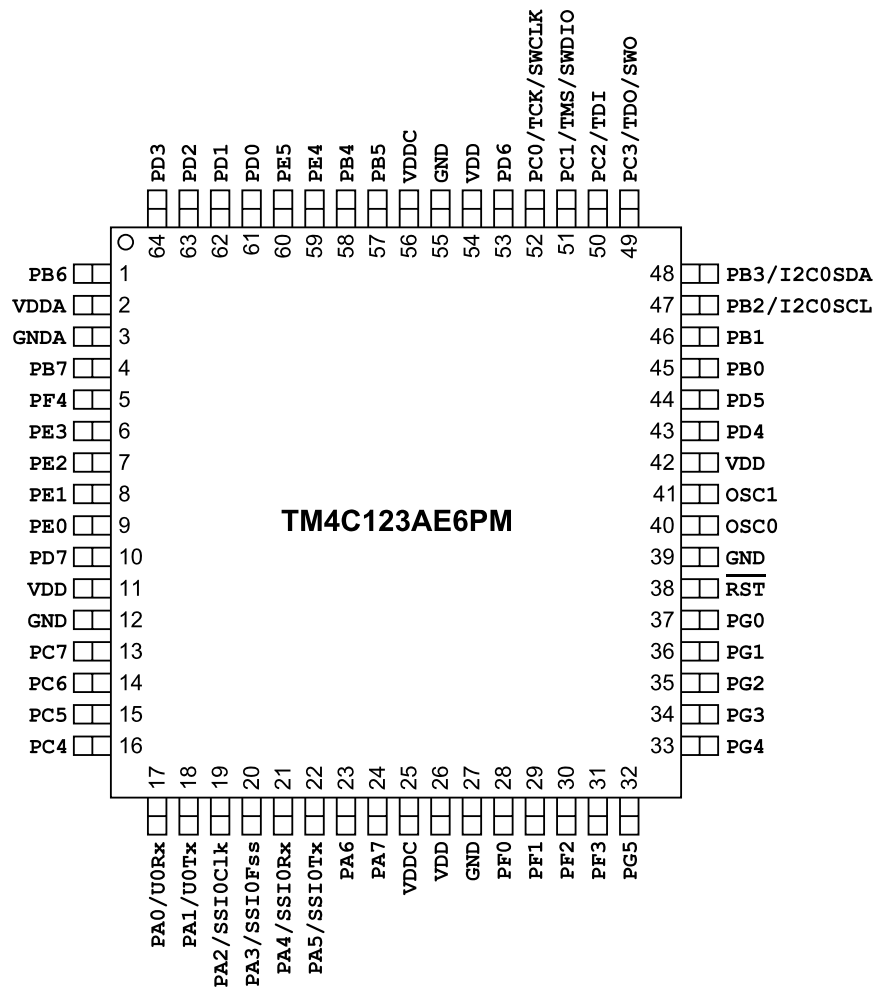 PD3
PD2
PD1
PD0
PE5
PE4
PB4
PB5
VDDC
GND
VDD
PD6
PC0/TCK/SWCLK
PC1/TMS/SWDIO
PC2/TDI
PC3/TDO/SWO
64
63
62
61
60
59
58
57
56
55
54
53
52
51
50
49
PB6 1
VDDA 2
GNDA 3
PB7 4
PF4 5
PE3 6
PE2 7
PE1 8
PE0 9
PD7 10
VDD 11
GND 12
PC7 13
PC6 14
PC5 15
PC4 16
TM4C123AE6PM
48 PB3/I2C0SDA
47 PB2/I2C0SCL
46 PB1
45 PB0
44 PD5
43 PD4
42 VDD
41 OSC1
40 OSC0
39 GND
38 RST
37 PG0
36 PG1
35 PG2
34 PG3
33 PG4
17
18
19
20
21
22
23
24
25
26
27
28
29
30
31
32
PA0/U0Rx
PA1/U0Tx
PA2/SSI0Clk
PA3/SSI0Fss
PA4/SSI0Rx
PA5/SSI0Tx
PA6
PA7
VDDC
VDD
GND
PF0
PF1
PF2
PF3
PG5